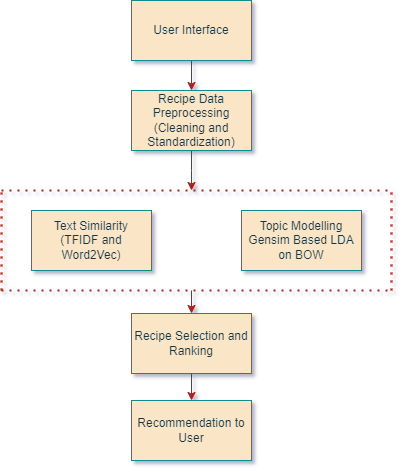 User Interface
Recipe Data
Preprocessing
(Cleaning and
Standardization)
Text Similarity
(TFIDF and
Word2Vec)
Topic Modelling
Gensim Based LDA
on BOW
Recipe Selection and
Ranking
Recommendation to
User